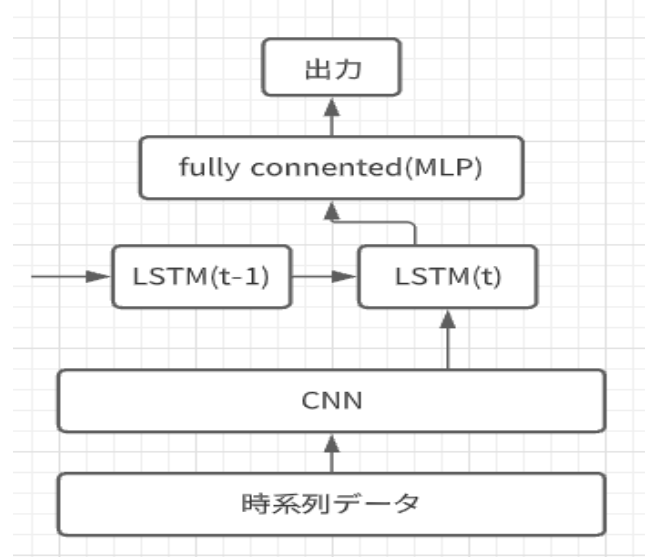 出力
fully connented(MLP)
LSTM(t-1)
LSTM(t)
CNN
時系列データ